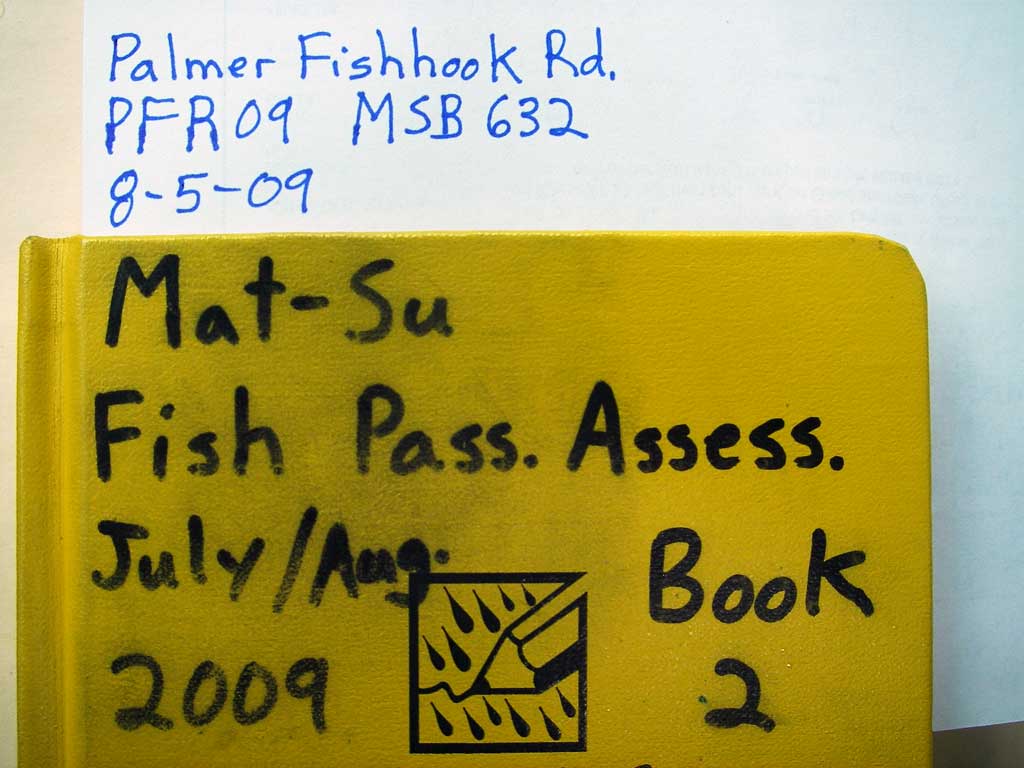 Palmer Fishhook Rd.
PFR09 MSB 632
8-5-09
Mat-Su
Fish Pass. Assess.
July/Aug.
2009
Book
2